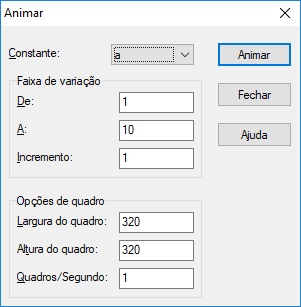 Animar
Constante: a Animar
Faixa de variação Fechar
De: 1
A: 10 Ajuda
Incremento: 1
Opções de quadro
Largura do quadro: 320
Altura do quadro: 320
Quadros/Segundo: 1